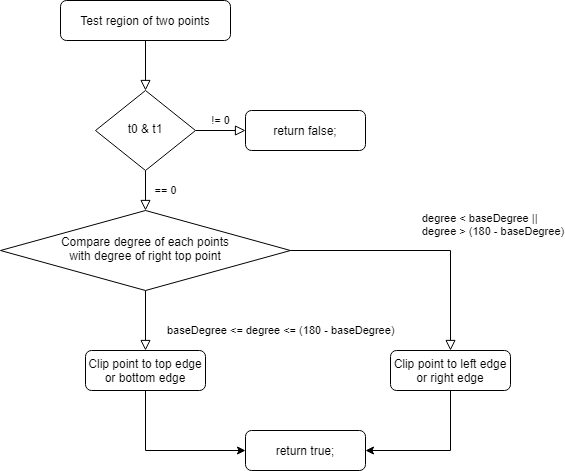 Test region of two points
t0 & t1
!= 0
return false;
== 0
Compare degree of each points
with degree of right top point
degree < baseDegree ||
degree > (180 - baseDegree)
baseDegree <= degree <= (180 - baseDegree)
Clip point to top edge
or bottom edge
Clip point to left edge
or right edge
return true;